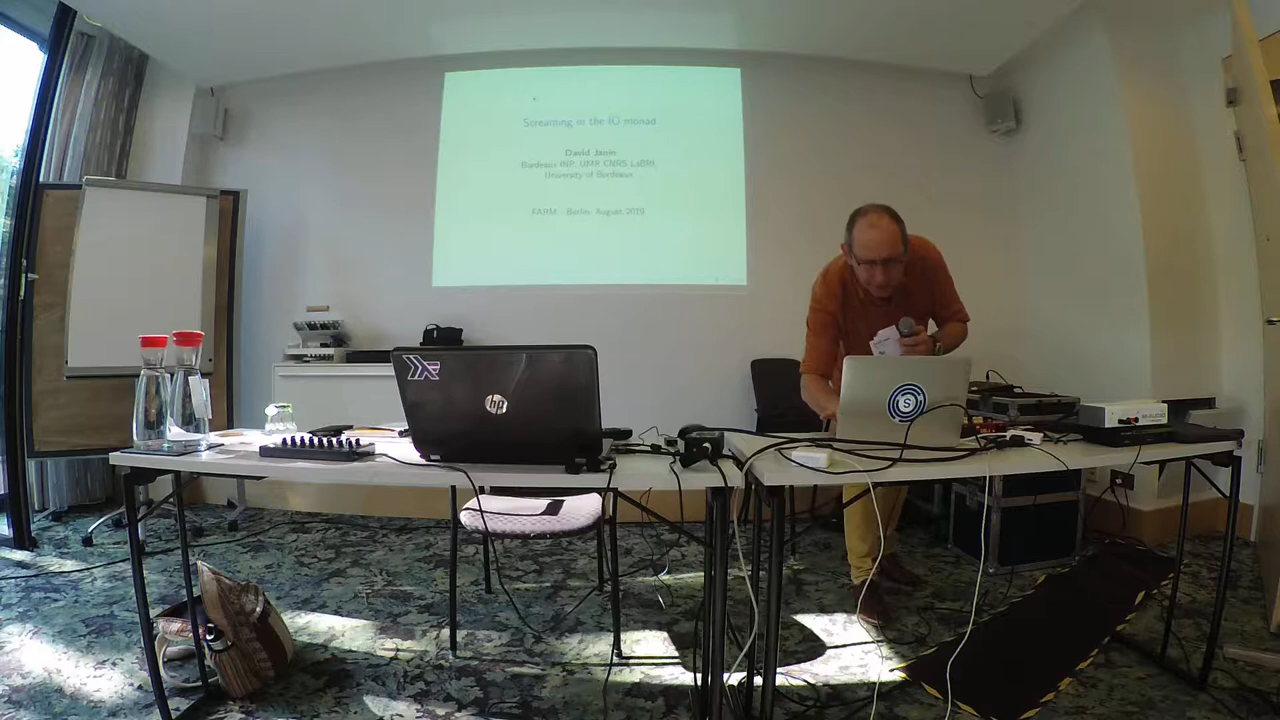 Streaming in the IO monad
David Janin
Bordeaux INP, UMR CNRS LaBRI
University of Bordeaux
FARM - Berlin- August 2019
hp
S
M-AUDIO